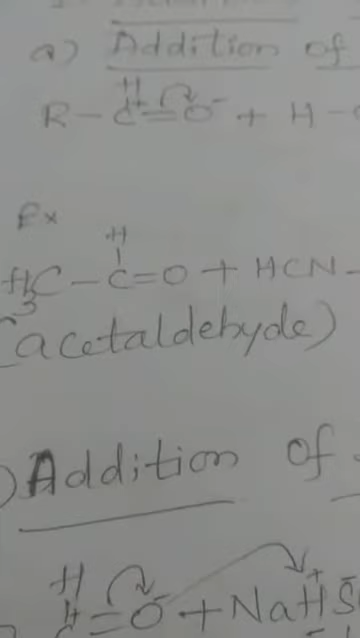 a) Addition of
H
R - C = O + H -
Ex
H
H3C - C = O + HCN -
(acetaldehyde)
) Addition of
H
= O + NaHS